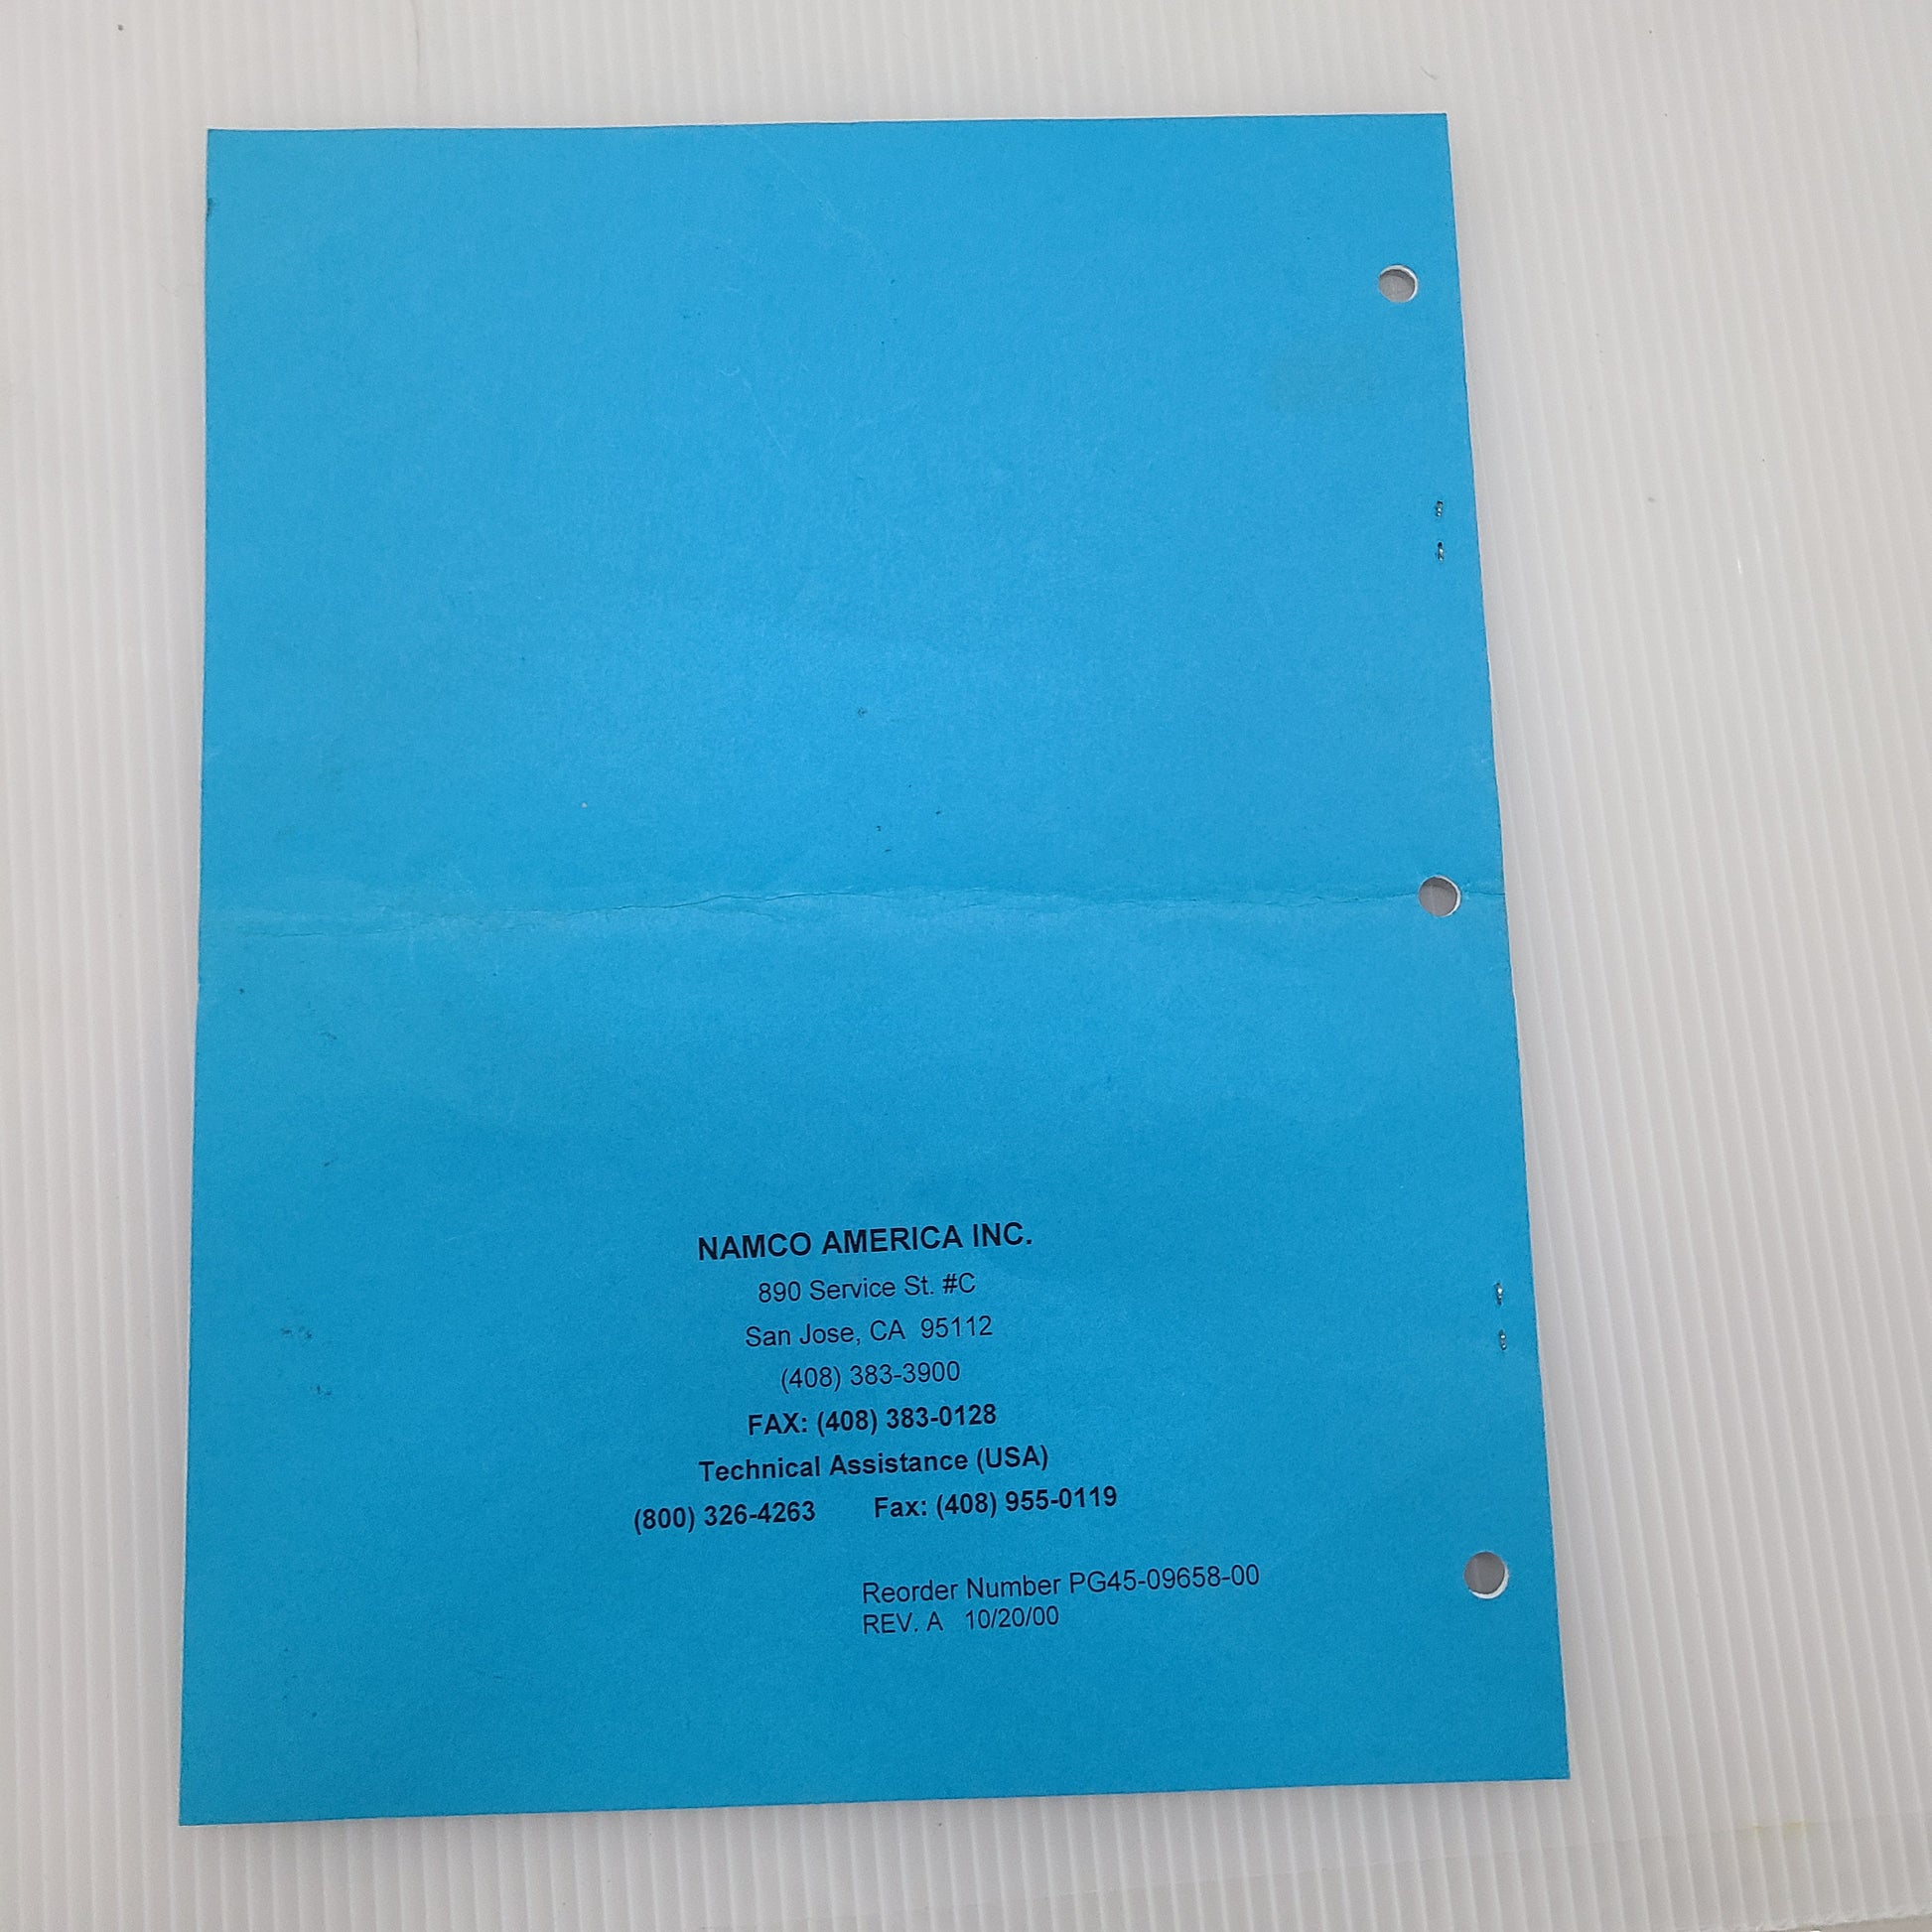 NAMCO AMERICA INC.
890 Service St. #C
San Jose, CA 95112
(408) 383-3900
FAX: (408) 383-0128
Technical Assistance (USA)
(800) 326-4263 Fax: (408) 955-0119
Reorder Number PG45-09658-00
REV. A 10/20/00